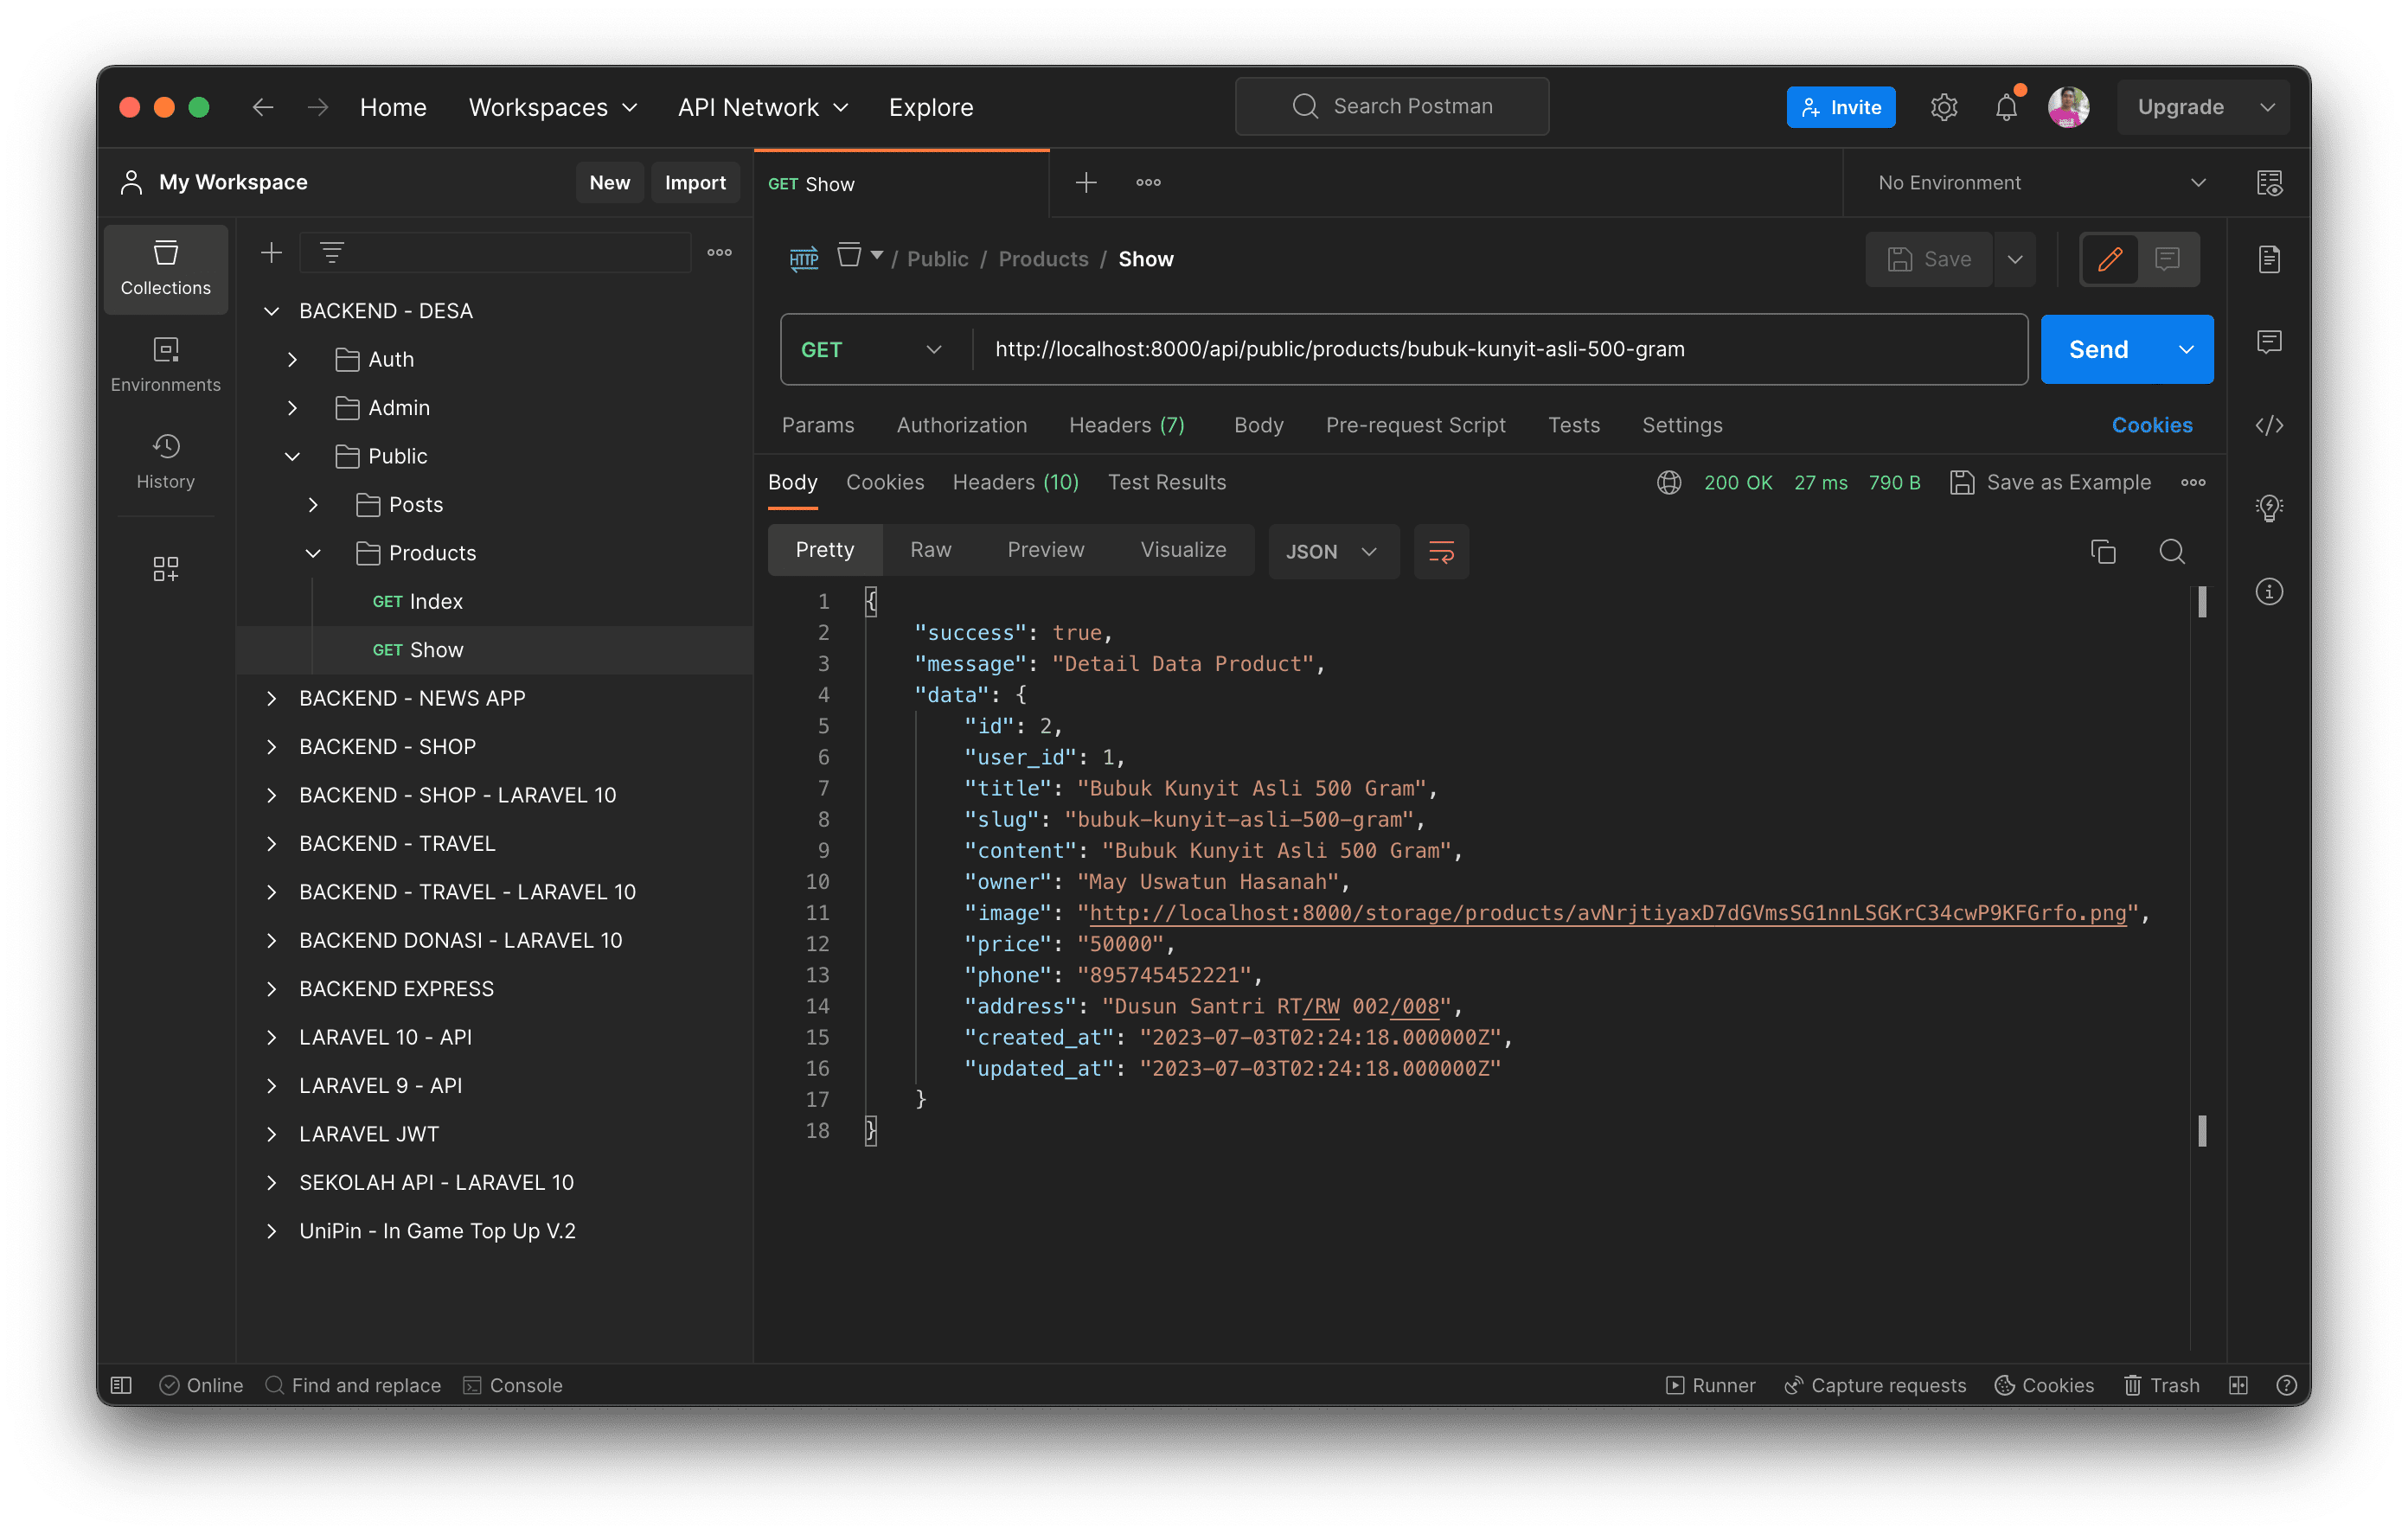 Home Workspaces API Network Explore Search Postman Invite Upgrade
My Workspace New Import GET Show No Environment
Collections
Environments
History
BACKEND - DESA
Auth
Admin
Public
Posts
Products
GET Index
GET Show
BACKEND - NEWS APP
BACKEND - SHOP
BACKEND - SHOP - LARAVEL 10
BACKEND - TRAVEL
BACKEND - TRAVEL - LARAVEL 10
BACKEND DONASI - LARAVEL 10
BACKEND EXPRESS
LARAVEL 10 - API
LARAVEL 9 - API
LARAVEL JWT
SEKOLAH API - LARAVEL 10
UniPin - In Game Top Up V.2
HTTP / Public / Products / Show Save
GET http://localhost:8000/api/public/products/bubuk-kunyit-asli-500-gram Send
Params Authorization Headers (7) Body Pre-request Script Tests Settings Cookies
Body Cookies Headers (10) Test Results 200 OK 27 ms 790 B Save as Example
Pretty Raw Preview Visualize JSON
1 {
2 "success": true,
3 "message": "Detail Data Product",
4 "data": {
5 "id": 2,
6 "user_id": 1,
7 "title": "Bubuk Kunyit Asli 500 Gram",
8 "slug": "bubuk-kunyit-asli-500-gram",
9 "content": "Bubuk Kunyit Asli 500 Gram",
10 "owner": "May Uswatun Hasanah",
11 "image": "http://localhost:8000/storage/products/avNrjtiyaxD7dGVmsSG1nnLSGKrC34cwP9KFGrfo.png",
12 "price": "50000",
13 "phone": "895745452221",
14 "address": "Dusun Santri RT/RW 002/008",
15 "created_at": "2023-07-03T02:24:18.000000Z",
16 "updated_at": "2023-07-03T02:24:18.000000Z"
17 }
18 }
Online Find and replace Console Runner Capture requests Cookies Trash